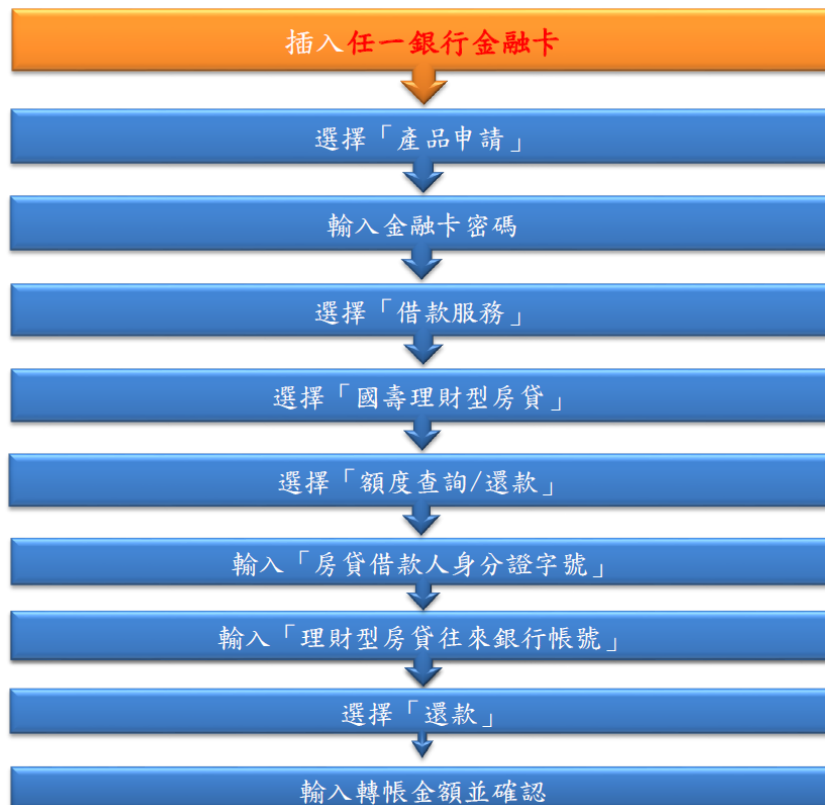 插入任一銀行金融卡
選擇「產品申請」
輸入金融卡密碼
選擇「借款服務」
選擇「國壽理財型房貸」
選擇「額度查詢/還款」
輸入「房貸借款人身分證字號」
輸入「理財型房貸往來銀行帳號」
選擇「還款」
輸入轉帳金額並確認